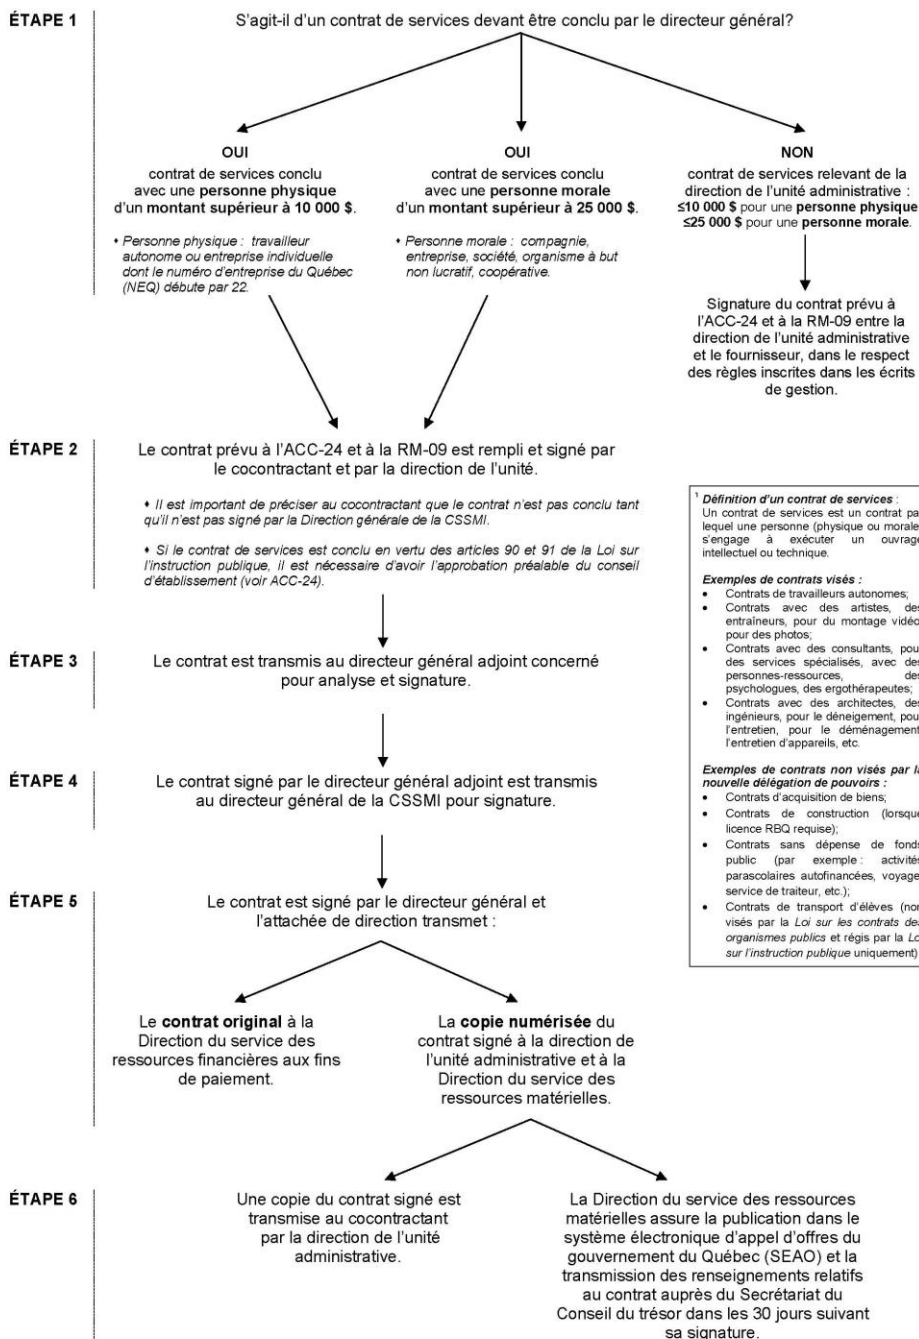 ÉTAPE 1
S'agit-il d'un contrat de services devant être conclu par le directeur général?
OUI
contrat de services conclu
avec une personne physique
d'un montant supérieur à 10 000 $.
♦ Personne physique : travailleur
autonome ou entreprise individuelle
dont le numéro d'entreprise du Québec
(NEQ) débute par 22.
OUI
contrat de services conclu
avec une personne morale
d'un montant supérieur à 25 000 $.
♦ Personne morale : compagnie,
entreprise, société, organisme à but
non lucratif, coopérative.
NON
contrat de services relevant de la
direction de l'unité administrative :
≤10 000 $ pour une personne physique
≤25 000 $ pour une personne morale.
Signature du contrat prévu à
l'ACC-24 et à la RM-09 entre la
direction de l'unité administrative
et le fournisseur, dans le respect
des règles inscrites dans les écrits
de gestion.
ÉTAPE 2
Le contrat prévu à l'ACC-24 et à la RM-09 est rempli et signé par
le cocontractant et par la direction de l'unité.
♦ Il est important de préciser au cocontractant que le contrat n'est pas conclu tant
qu'il n'est pas signé par la Direction générale de la CSSMI.
♦ Si le contrat de services est conclu en vertu des articles 90 et 91 de la Loi sur
l'instruction publique, il est nécessaire d'avoir l'approbation préalable du conseil
d'établissement (voir ACC-24).
ÉTAPE 3
Le contrat est transmis au directeur général adjoint concerné
pour analyse et signature.
ÉTAPE 4
Le contrat signé par le directeur général adjoint est transmis
au directeur général de la CSSMI pour signature.
ÉTAPE 5
Le contrat est signé par le directeur général et
l'attachée de direction transmet :
Le contrat original à la
Direction du service des
ressources financières aux fins
de paiement.
La copie numérisée du
contrat signé à la direction de
l'unité administrative et à la
Direction du service des
ressources matérielles.
ÉTAPE 6
Une copie du contrat signé est
transmise au cocontractant
par la direction de l'unité
administrative.
La Direction du service des ressources
matérielles assure la publication dans le
système électronique d'appel d'offres du
gouvernement du Québec (SEAO) et la
transmission des renseignements relatifs
au contrat auprès du Secrétariat du
Conseil du trésor dans les 30 jours suivant
sa signature.
¹ Définition d'un contrat de services :
Un contrat de services est un contrat pa
lequel une personne (physique ou morale
s'engage à exécuter un ouvrage
intellectuel ou technique.
Exemples de contrats visés :
• Contrats de travailleurs autonomes;
• Contrats avec des artistes, des
entraîneurs, pour du montage vidéo,
pour des photos;
• Contrats avec des consultants, pou
des services spécialisés, avec des
personnes-ressources, des
psychologues, des ergothérapeutes;
• Contrats avec des architectes, des
ingénieurs, pour le déneigement, pou
l'entretien, pour le déménagement,
l'entretien d'appareils, etc.
Exemples de contrats non visés par la
nouvelle délégation de pouvoirs :
• Contrats d'acquisition de biens;
• Contrats de construction (lorsque
licence RBQ requise);
• Contrats sans dépense de fonds
public (par exemple : activités
parascolaires autofinancées, voyage,
service de traiteur, etc.);
• Contrats de transport d'élèves (non
visés par la Loi sur les contrats des
organismes publics et régis par la Lo
sur l'instruction publique uniquement)